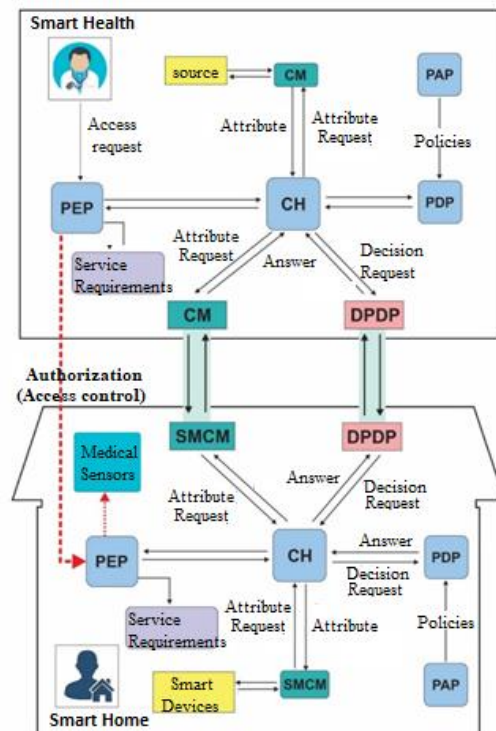 Smart Health
source
CM
PAP
Access
request
Attribute
Attribute
Request
Policies
PEP
CH
PDP
Service
Requirements
Attribute
Request
Answer
Decision
Request
CM
DPDP
Authorization
(Access control)
SMCM
DPDP
Medical
Sensors
Attribute
Request
Answer
Decision
Request
PEP
CH
Answer
Decision
Request
PDP
Service
Requirements
Attribute
Request
Attribute
Policies
Smart
Devices
SMCM
PAP
Smart Home